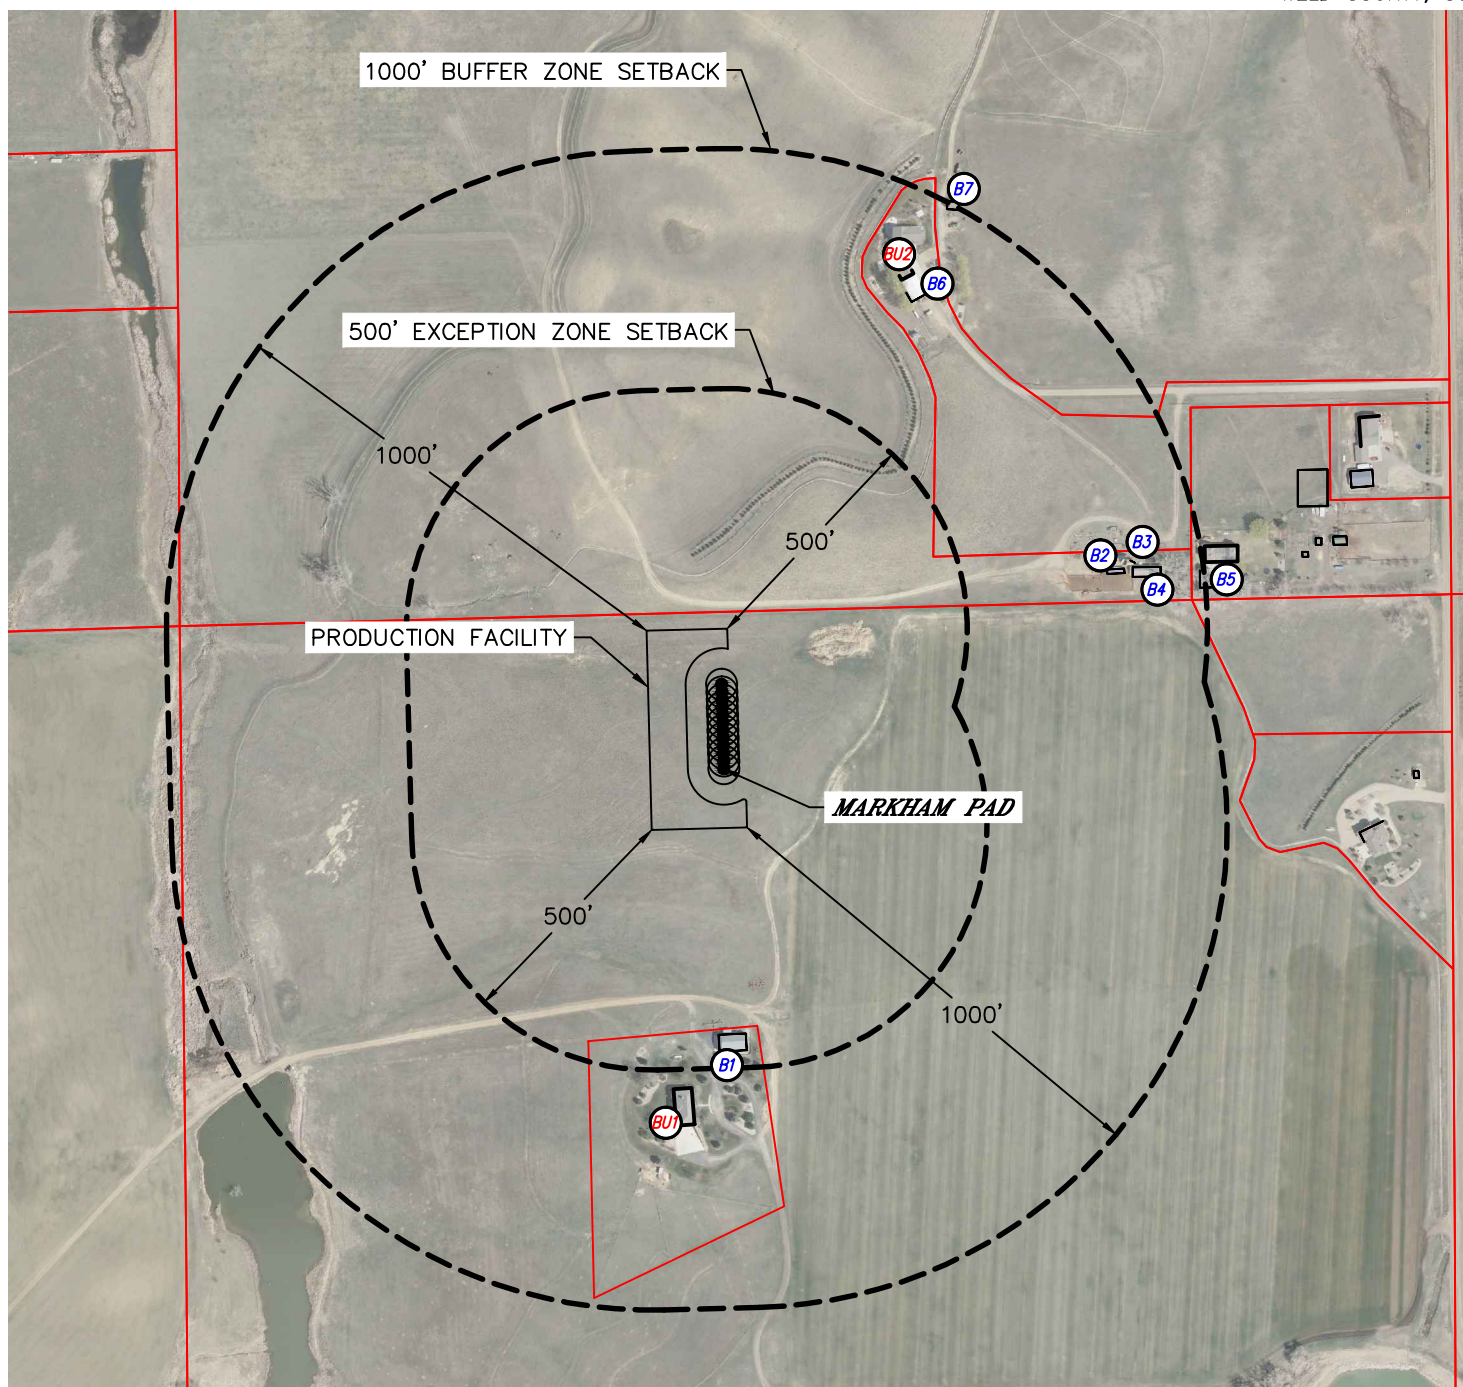 1000' BUFFER ZONE SETBACK
B7
BU2
B6
500' EXCEPTION ZONE SETBACK
1000'
500'
B3
B2
B5
B4
PRODUCTION FACILITY
MARKHAM PAD
500'
1000'
B1
BU1